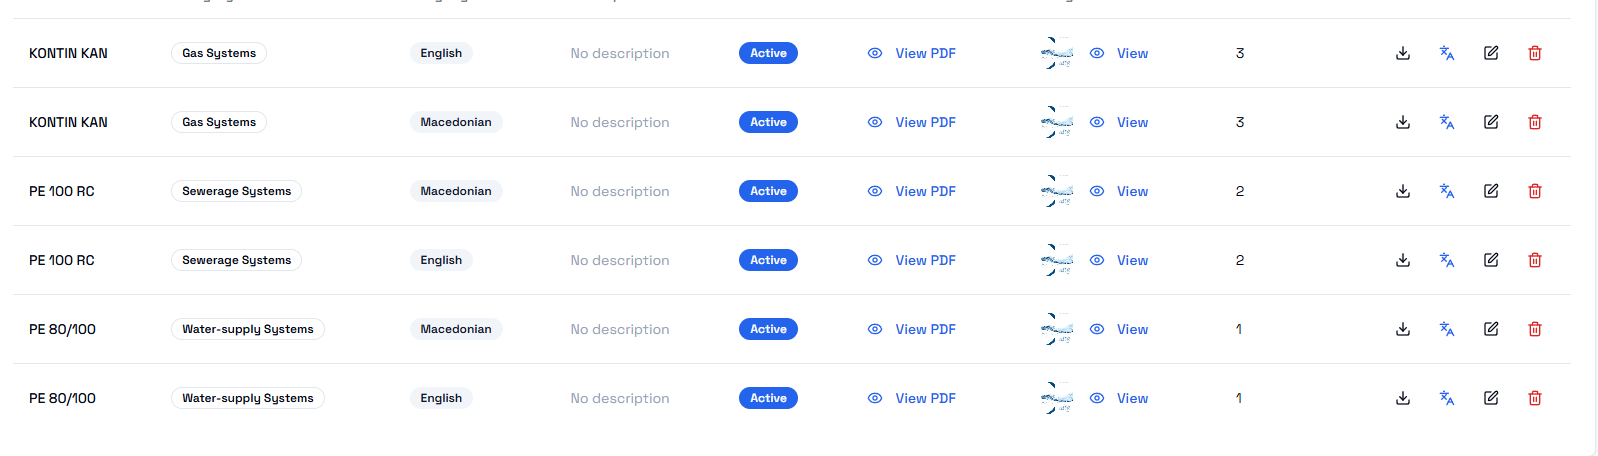 KONTIN KAN Gas Systems English No description Active View PDF View 3
KONTIN KAN Gas Systems Macedonian No description Active View PDF View 3
PE 100 RC Sewerage Systems Macedonian No description Active View PDF View 2
PE 100 RC Sewerage Systems English No description Active View PDF View 2
PE 80/100 Water-supply Systems Macedonian No description Active View PDF View 1
PE 80/100 Water-supply Systems English No description Active View PDF View 1